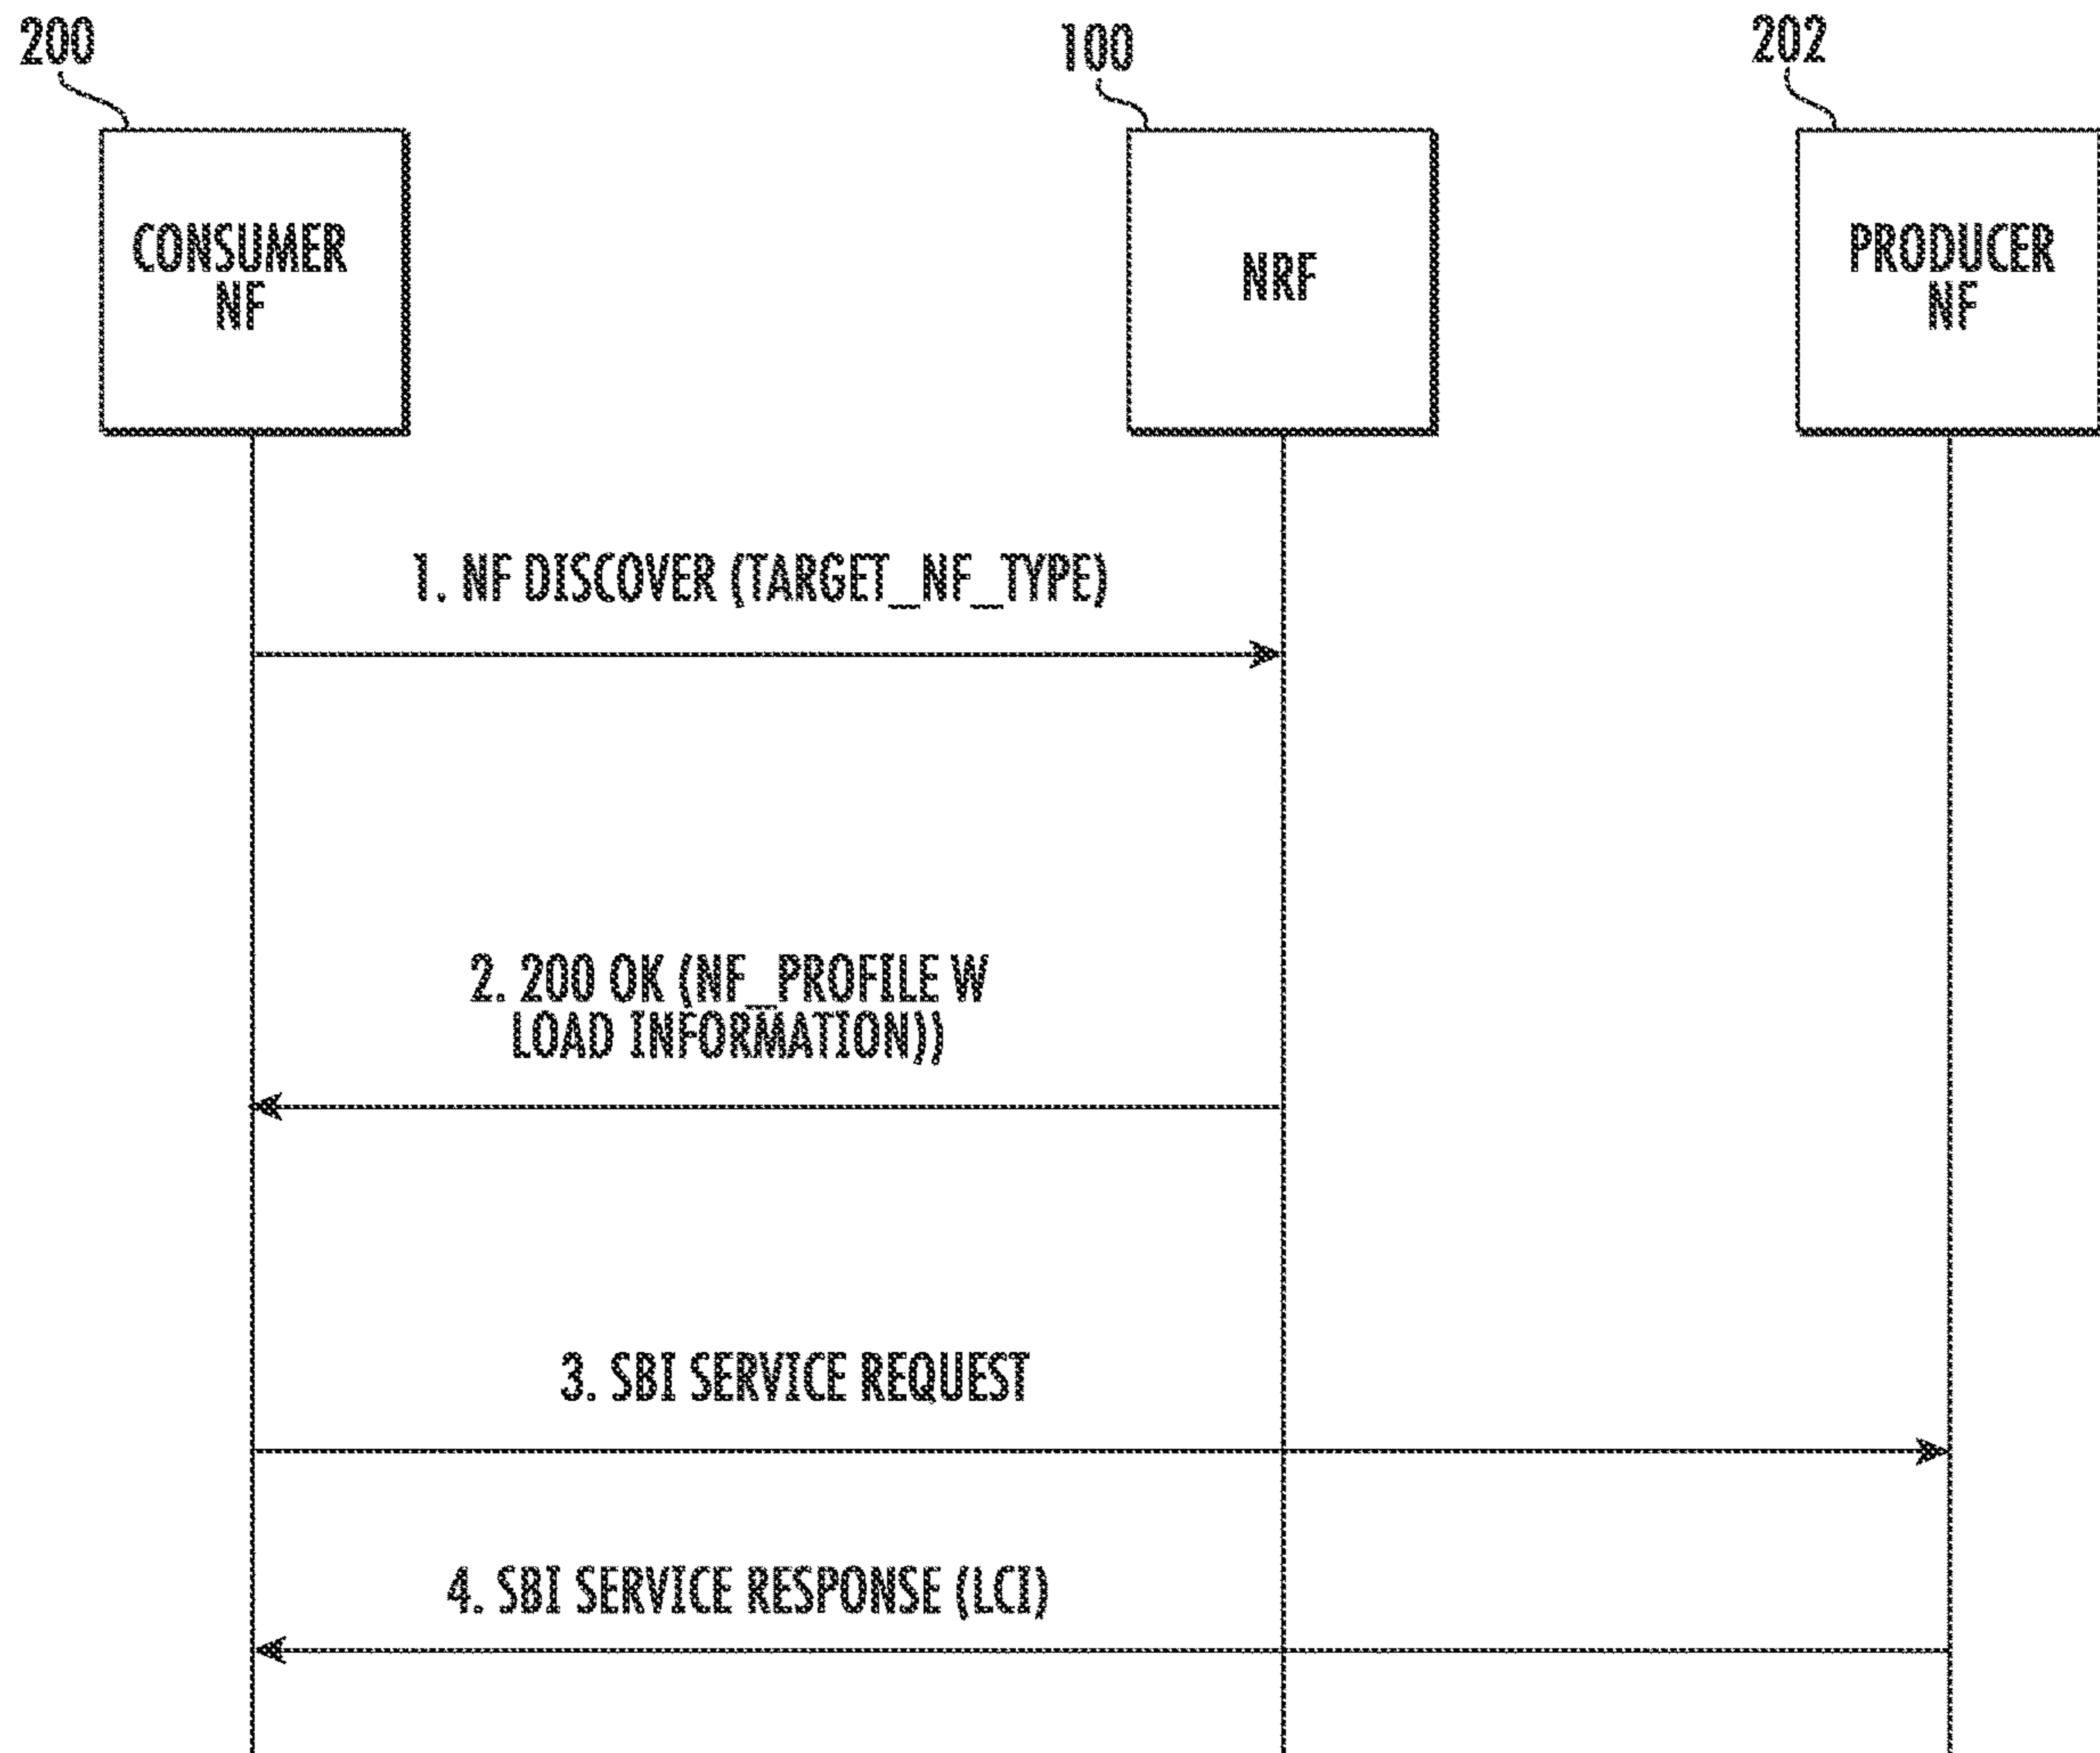 200
100
202
CONSUMER
NF
NRF
PRODUCER
NF
1. NF DISCOVER (TARGET_NF_TYPE)
2. 200 OK (NF_PROFILE W
LOAD INFORMATION))
3. SBI SERVICE REQUEST
4. SBI SERVICE RESPONSE (LCI)